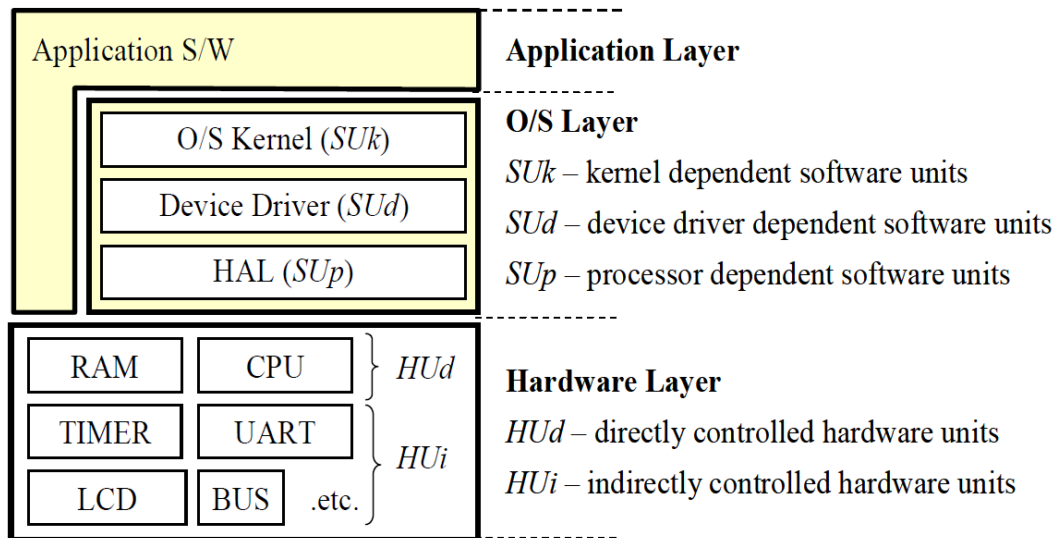 Application S/W
Application Layer
O/S Layer
O/S Kernel (SUk)
SUk – kernel dependent software units
Device Driver (SUd)
SUd – device driver dependent software units
HAL (SUp)
SUp – processor dependent software units
RAM CPU HUd
Hardware Layer
TIMER UART
HUd – directly controlled hardware units
HUi
LCD BUS .etc.
HUi – indirectly controlled hardware units